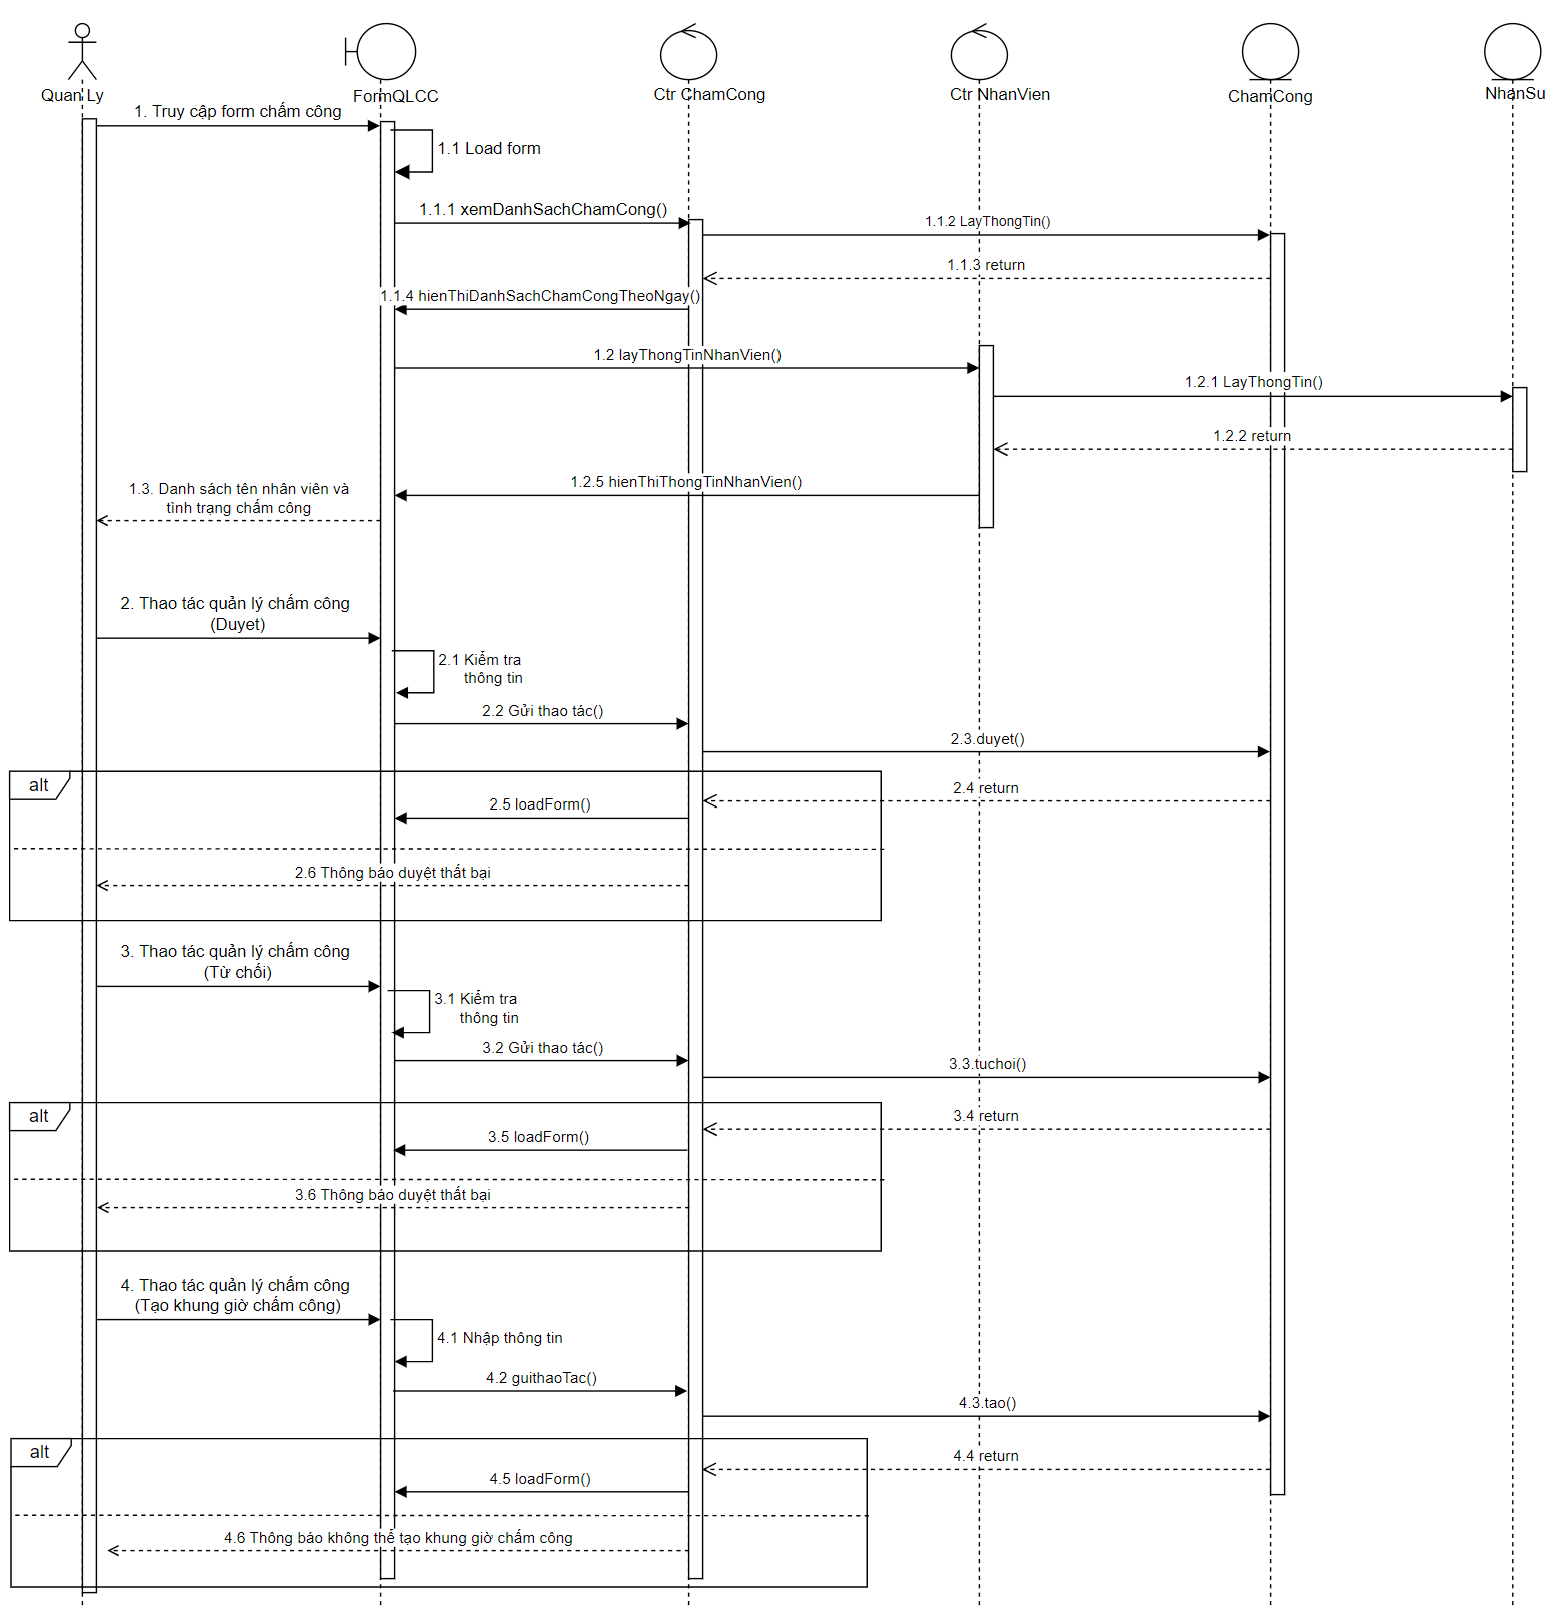 Quan Ly
FormQLCC
Ctr ChamCong
Ctr NhanVien
ChamCong
NhanSu
1. Truy cập form chấm công
1.1 Load form
1.1.1 xemDanhSachChamCong()
1.1.2 LayThongTin()
1.1.3 return
1.1.4 hienThiDanhSachChamCongTheoNgay()
1.2 layThongTinNhanVien()
1.2.1 LayThongTin()
1.2.2 return
1.2.5 hienThiThongTinNhanVien()
1.3. Danh sách tên nhân viên và
tình trạng chấm công
2. Thao tác quản lý chấm công
(Duyet)
2.1 Kiểm tra
thông tin
2.2 Gửi thao tác()
2.3.duyet()
alt
2.4 return
2.5 loadForm()
2.6 Thông báo duyệt thất bại
3. Thao tác quản lý chấm công
(Từ chối)
3.1 Kiểm tra
thông tin
3.2 Gửi thao tác()
3.3.tuchoi()
alt
3.4 return
3.5 loadForm()
3.6 Thông báo duyệt thất bại
4. Thao tác quản lý chấm công
(Tạo khung giờ chấm công)
4.1 Nhập thông tin
4.2 guithaoTac()
4.3.tao()
alt
4.4 return
4.5 loadForm()
4.6 Thông báo không thể tạo khung giờ chấm công